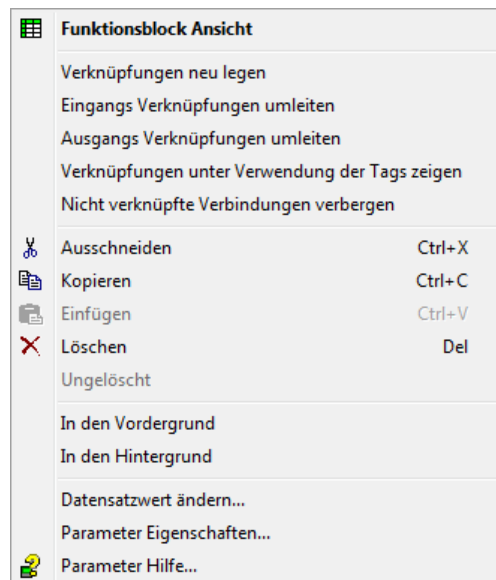 Funktionsblock Ansicht
Verknüpfungen neu legen
Eingangs Verknüpfungen umleiten
Ausgangs Verknüpfungen umleiten
Verknüpfungen unter Verwendung der Tags zeigen
Nicht verknüpfte Verbindungen verbergen
Ausschneiden Ctrl+X
Kopieren Ctrl+C
Einfügen Ctrl+V
Löschen Del
Ungelöscht
In den Vordergrund
In den Hintergrund
Datensatzwert ändern...
Parameter Eigenschaften...
Parameter Hilfe...